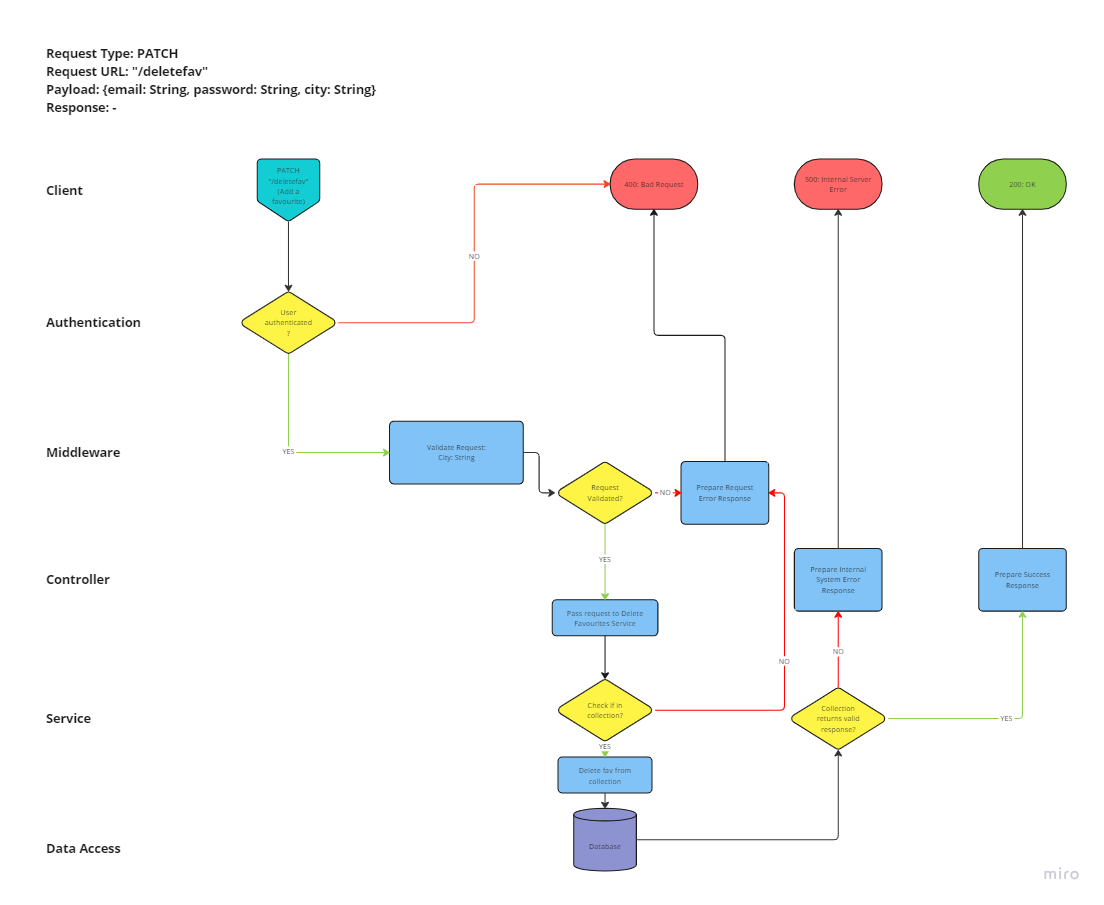 Request Type: PATCH
Request URL: "/deletefav"
Payload: {email: String, password: String, city: String}
Response: -
Client
PATCH
"/deletefav"
(Add a
favourite)
400: Bad Request
500: Internal Server
Error
200: OK
NO
Authentication
User
authenticated
?
Middleware
YES
Validate Request:
City: String
Request
Validated?
NO
Prepare Request
Error Response
YES
Controller
Prepare Internal
System Error
Response
Prepare Success
Response
Pass request to Delete
Favourites Service
NO
NO
Service
Check if in
collection?
Collection
returns valid
response?
YES
YES
Delete fav from
collection
Data Access
Database
miro